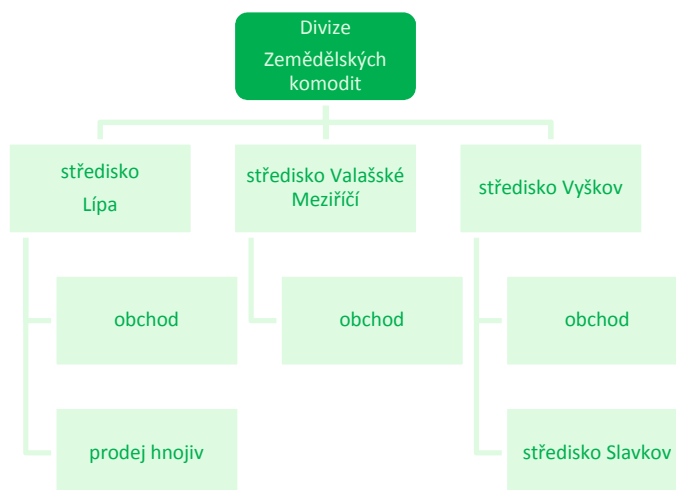 Divize
Zemědělských
komodit
středisko
Lípa
středisko Valašské
Meziříčí
středisko Vyškov
obchod
obchod
obchod
prodej hnojiv
středisko Slavkov